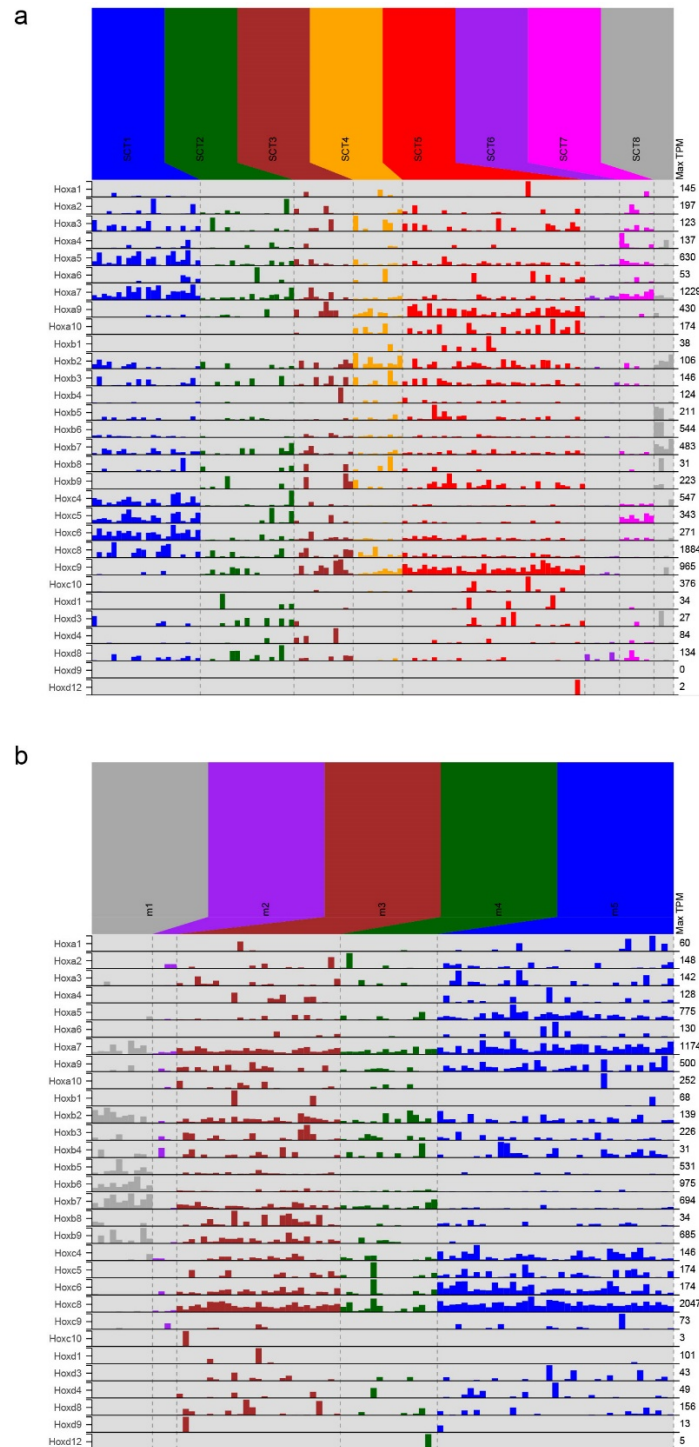 a
SCT1 SCT2 SCT3 SCT4 SCT5 SCT6 SCT7 SCT8 Max TPM
Hoxa1 145
Hoxa2 197
Hoxa3 123
Hoxa4 137
Hoxa5 630
Hoxa6 53
Hoxa7 1229
Hoxa9 430
Hoxa10 174
Hoxb1 38
Hoxb2 106
Hoxb3 146
Hoxb4 124
Hoxb5 211
Hoxb6 544
Hoxb7 483
Hoxb8 31
Hoxb9 223
Hoxc4 547
Hoxc5 343
Hoxc6 271
Hoxc8 1884
Hoxc9 965
Hoxc10 376
Hoxd1 34
Hoxd3 27
Hoxd4 84
Hoxd8 134
Hoxd9 0
Hoxd12 2
b
m1 m2 m3 m4 m5 Max TPM
Hoxa1 60
Hoxa2 148
Hoxa3 142
Hoxa4 128
Hoxa5 775
Hoxa6 130
Hoxa7 1174
Hoxa9 500
Hoxa10 252
Hoxb1 68
Hoxb2 139
Hoxb3 226
Hoxb4 31
Hoxb5 531
Hoxb6 975
Hoxb7 694
Hoxb8 34
Hoxb9 685
Hoxc4 146
Hoxc5 174
Hoxc6 174
Hoxc8 2047
Hoxc9 73
Hoxc10 3
Hoxd1 101
Hoxd3 43
Hoxd4 49
Hoxd8 156
Hoxd9 13
Hoxd12 5